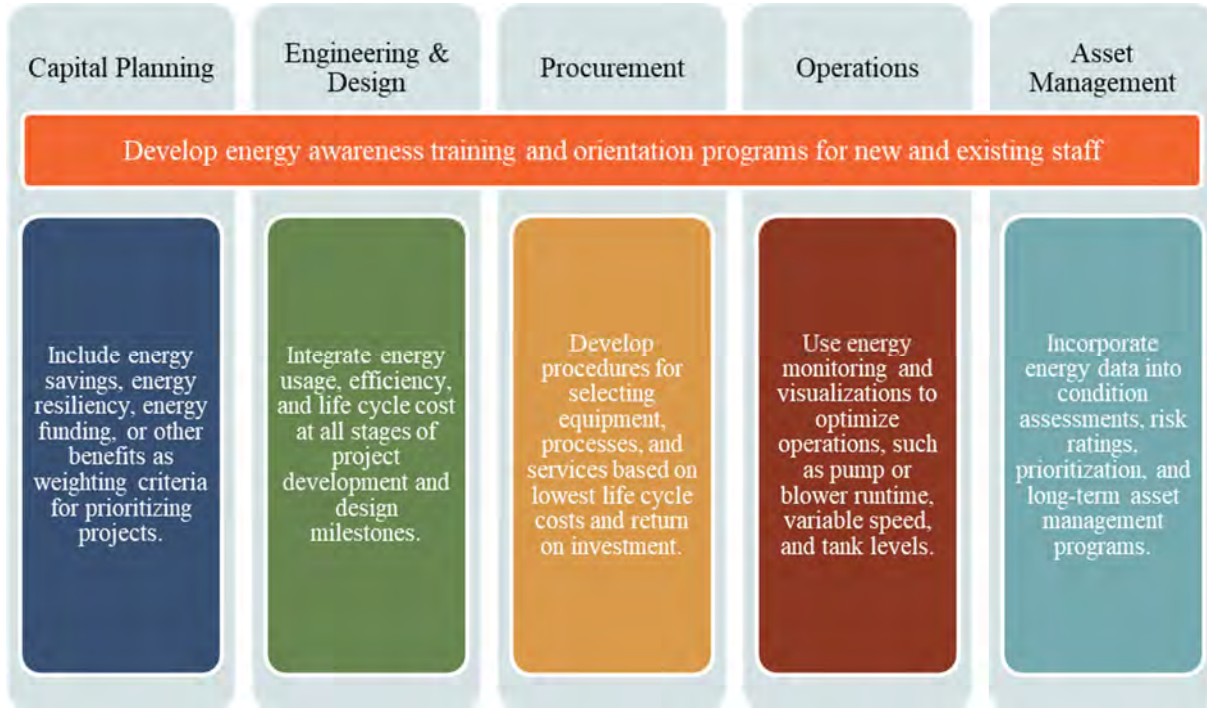 Capital Planning
Engineering &
Design
Procurement
Operations
Asset
Management
Develop energy awareness training and orientation programs for new and existing staff
Include energy
savings, energy
resiliency, energy
funding, or other
benefits as
weighting criteria
for prioritizing
projects.
Integrate energy
usage, efficiency,
and life cycle cost
at all stages of
project
development and
design
milestones.
Develop
procedures for
selecting
equipment,
processes, and
services based on
lowest life cycle
costs and return
on investment.
Use energy
monitoring and
visualizations to
optimize
operations, such
as pump or
blower runtime,
variable speed,
and tank levels.
Incorporate
energy data into
condition
assessments, risk
ratings,
prioritization, and
long-term asset
management
programs.